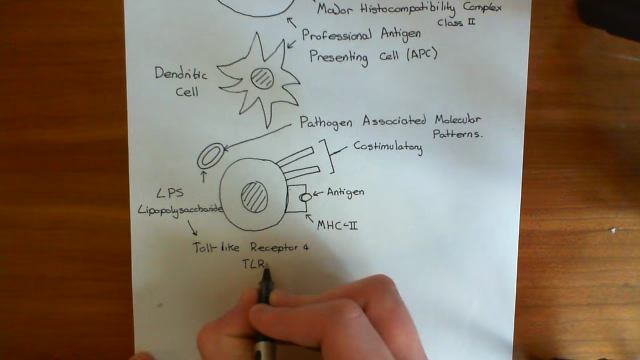 Major Histocompatibility Complex
Class II
Professional Antigen
Presenting Cell (APC)
Dendritic
Cell
Pathogen Associated Molecular
Patterns.
Costimulatory
LPS
Lipopolysaccharide
Antigen
MHC-II
Toll-like Receptor 4
TLR